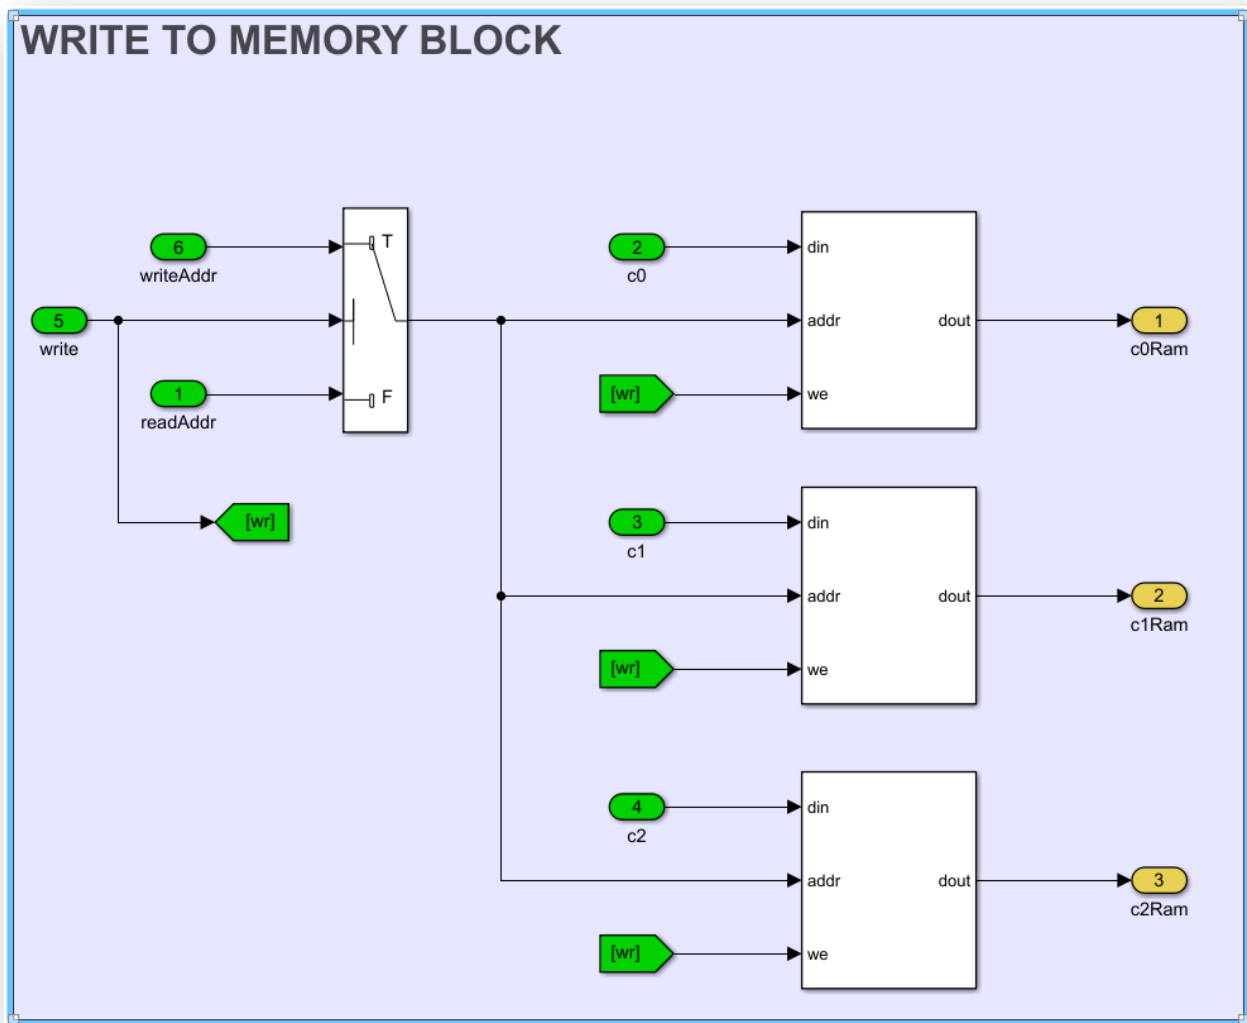 WRITE TO MEMORY BLOCK
6
writeAddr
T
5
write
1
readAddr
F
[wr]
2
c0
din
addr
dout
[wr]
we
1
c0Ram
3
c1
din
addr
dout
[wr]
we
2
c1Ram
4
c2
din
addr
dout
[wr]
we
3
c2Ram